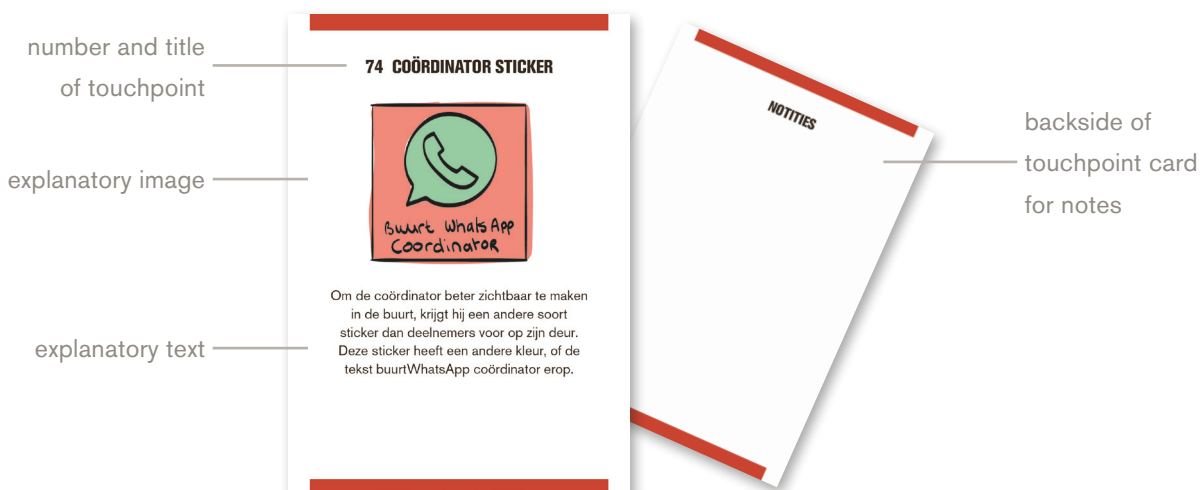 number and title
of touchpoint
74 COÖRDINATOR STICKER
explanatory image
Buurt WhatsApp
CoordinatoR
explanatory text
Om de coördinator beter zichtbaar te maken
in de buurt, krijgt hij een andere soort
sticker dan deelnemers voor op zijn deur.
Deze sticker heeft een andere kleur, of de
tekst buurtWhatsApp coördinator erop.
NOTITIES
backside of
touchpoint card
for notes